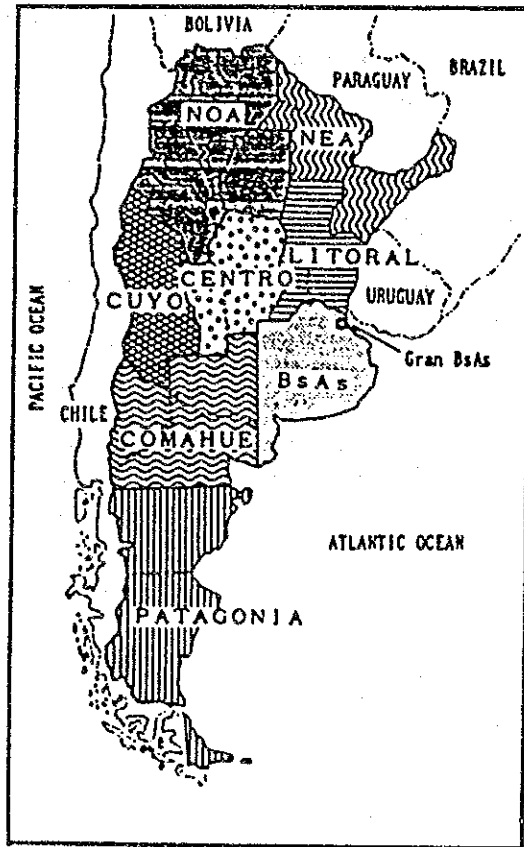 BOLIVIA
BRAZIL
PARAGUAY
NOA
NEA
LITORAL
CENTRO
CUYO
URUGUAY
Gran BsAs
BsAs
PACIFIC OCEAN
CHILE
COMAHUE
ATLANTIC OCEAN
PATAGONIA